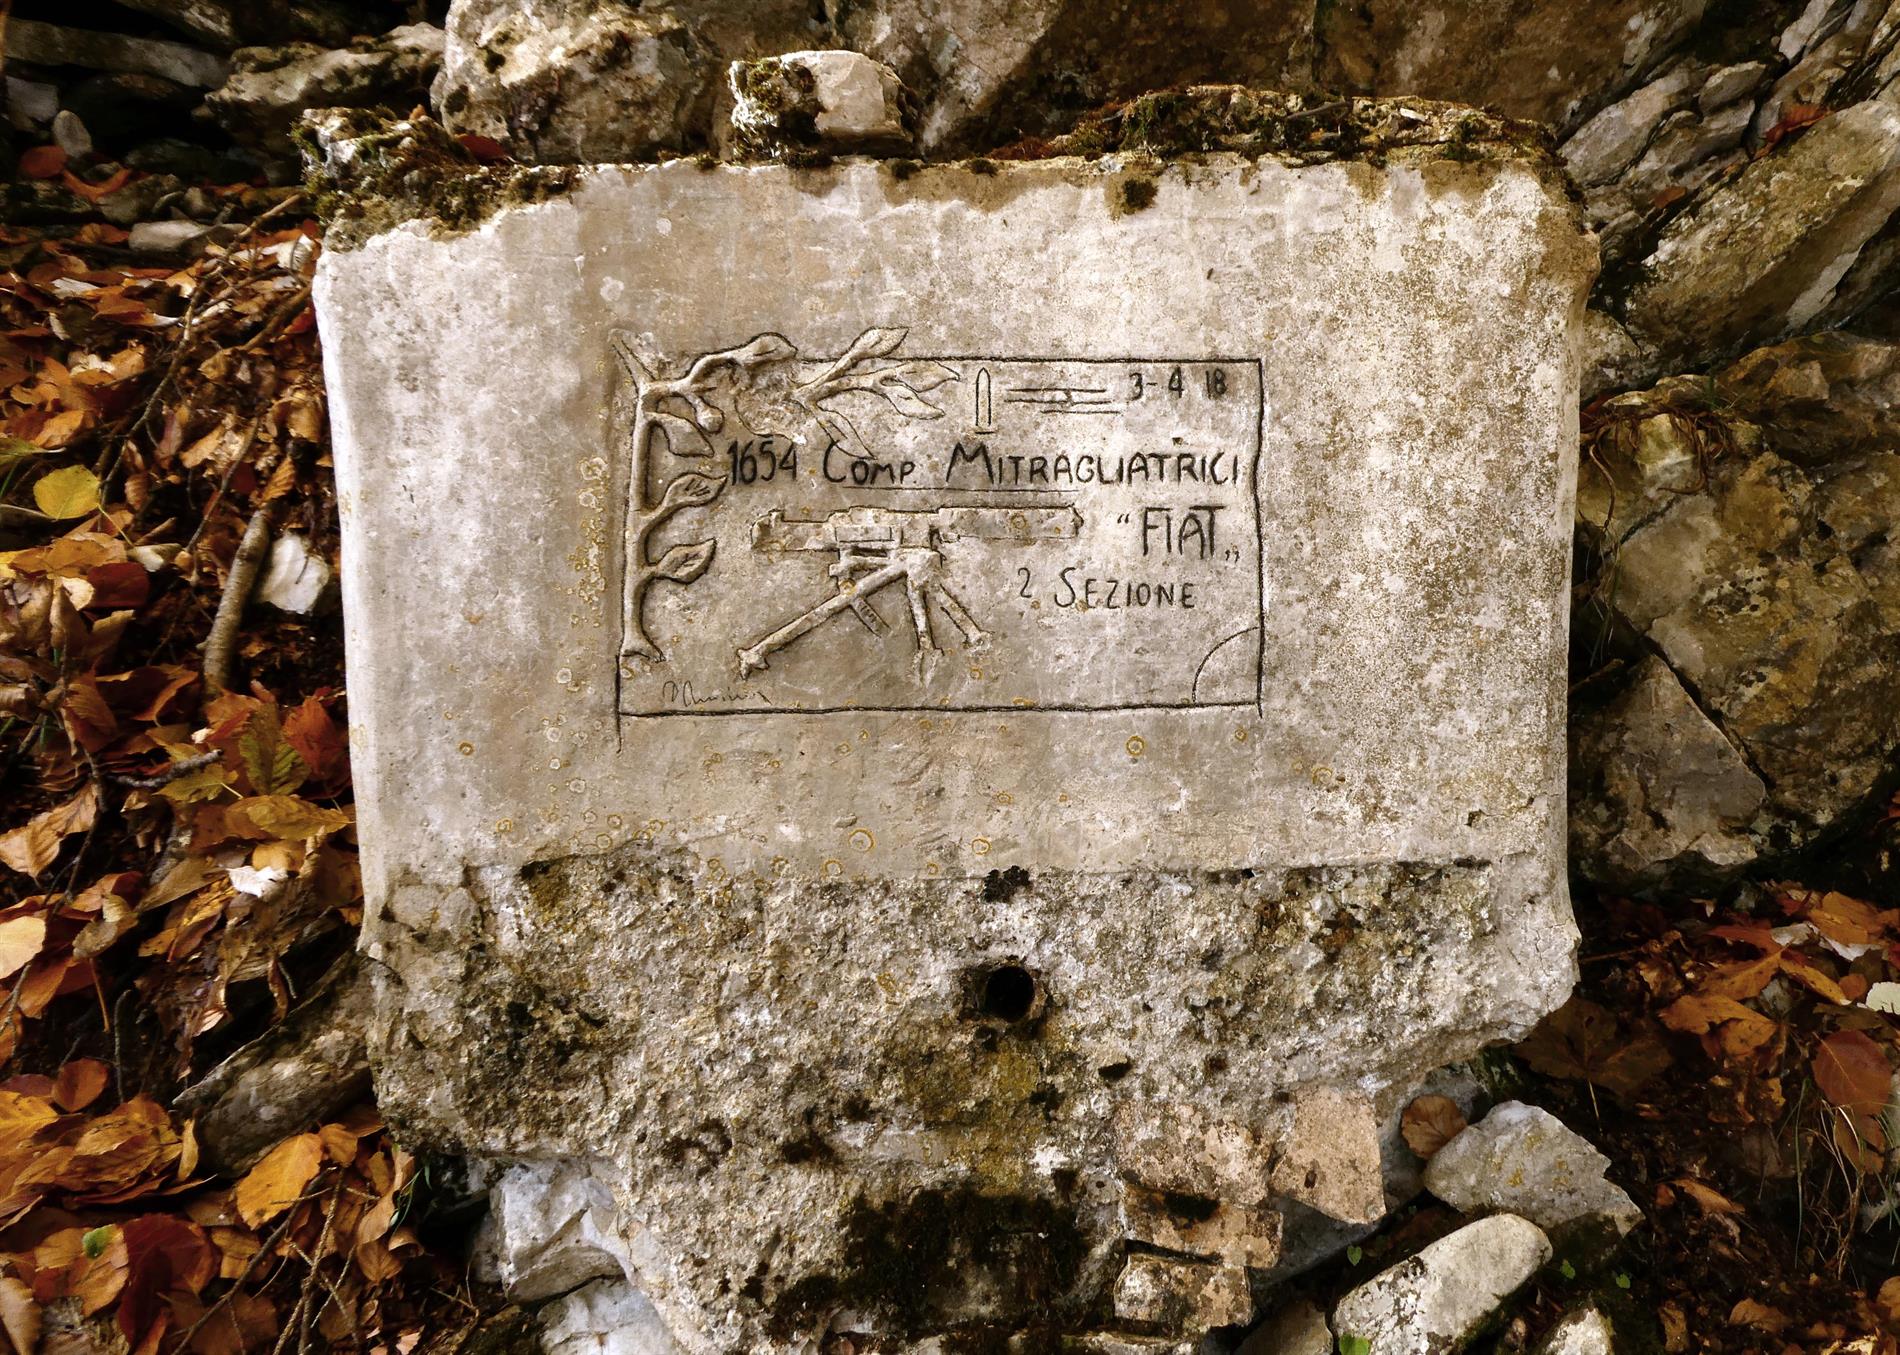 3-4 18
1654 COMP. MITRAGLIATRICI
"FIAT„
2 SEZIONE